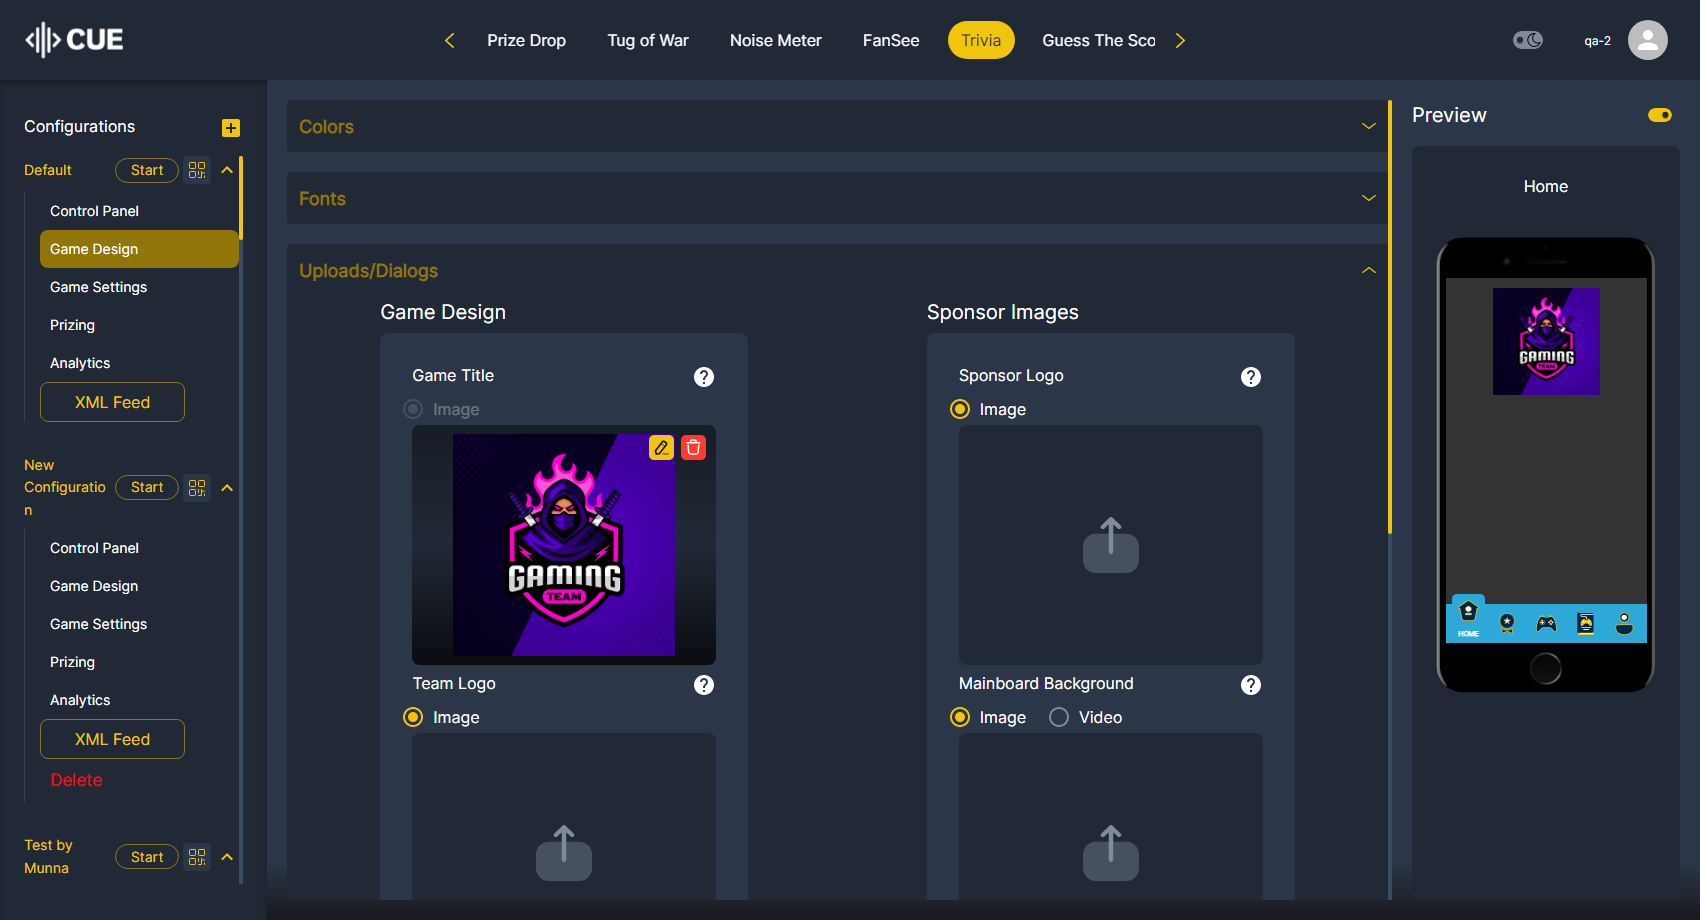 CUE
Prize Drop
Tug of War
Noise Meter
FanSee
Trivia
Guess The Sco
qa-2
Configurations
Default
Start
Control Panel
Game Design
Game Settings
Prizing
Analytics
XML Feed
New
Configuratio
n
Start
Control Panel
Game Design
Game Settings
Prizing
Analytics
XML Feed
Delete
Test by
Munna
Start
Colors
Fonts
Uploads/Dialogs
Game Design
Game Title
?
Image
GAMING
TEAM
Team Logo
?
Image
Sponsor Images
Sponsor Logo
?
Image
Mainboard Background
?
Image
Video
Preview
Home
GAMING
TEAM
HOME